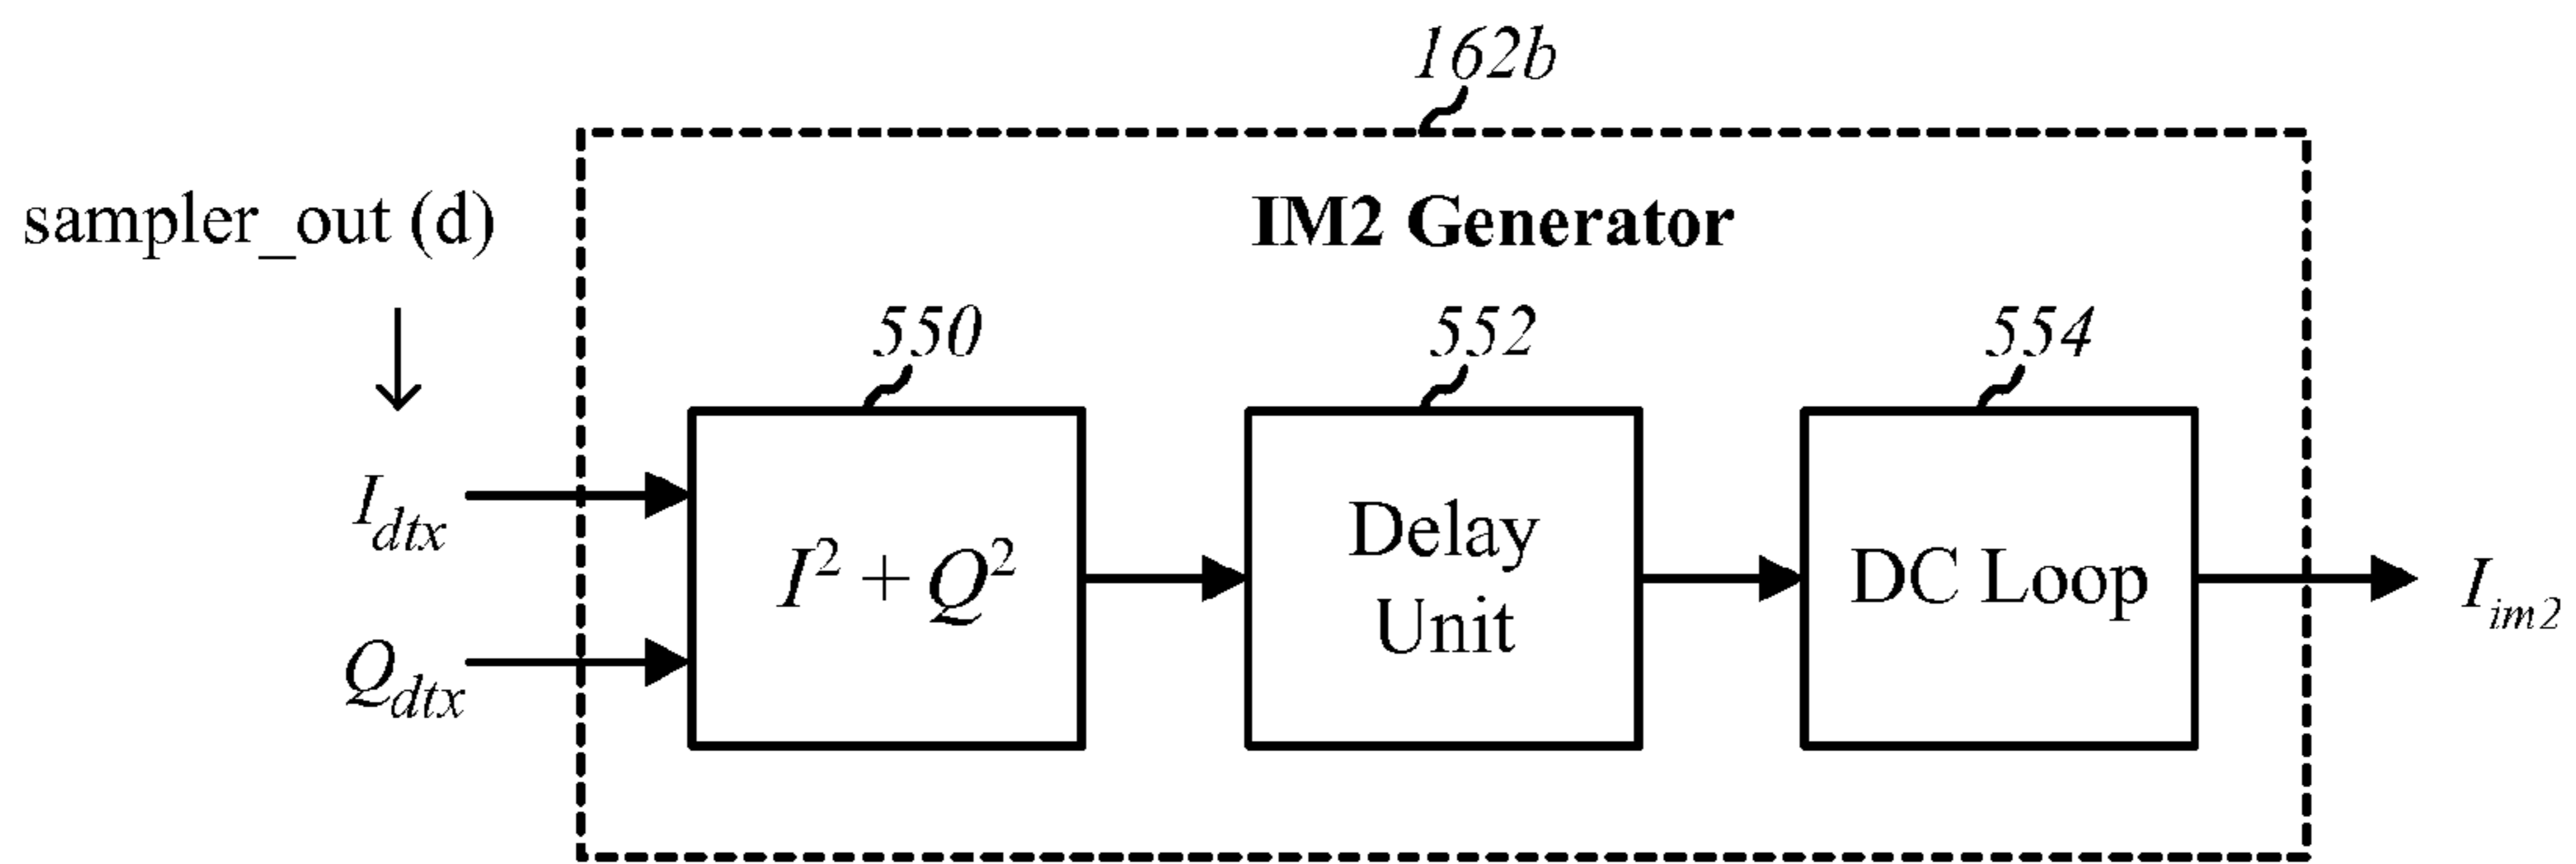 162b
sampler_out (d)
IM2 Generator
550
552
554
I_dtx
Q_dtx
I² + Q²
Delay
Unit
DC Loop
I_im2